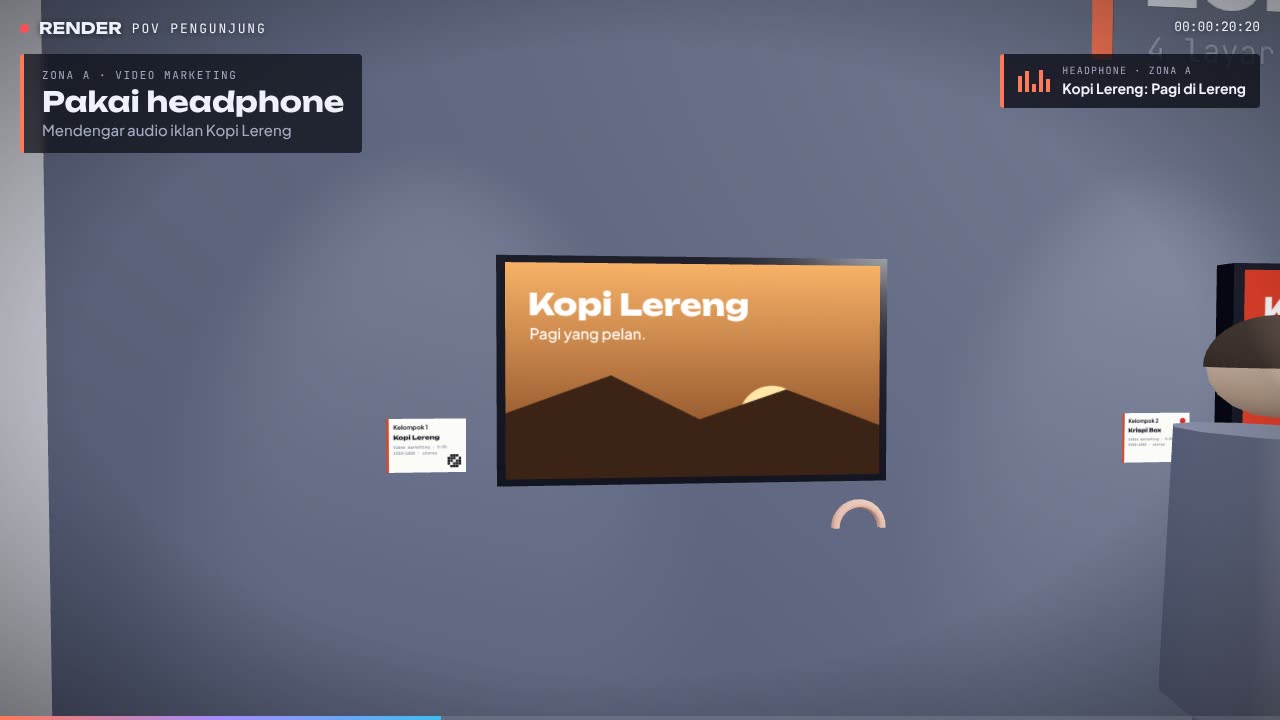 RENDER POV PENGUNJUNG
00:00:20:20
4 layar
ZONA A · VIDEO MARKETING
Pakai headphone
Mendengar audio iklan Kopi Lereng
HEADPHONE · ZONA A
Kopi Lereng: Pagi di Lereng
Kopi Lereng
Pagi yang pelan.
Kelompok 1
Kopi Lereng
Kelompok 2
Krispi Box